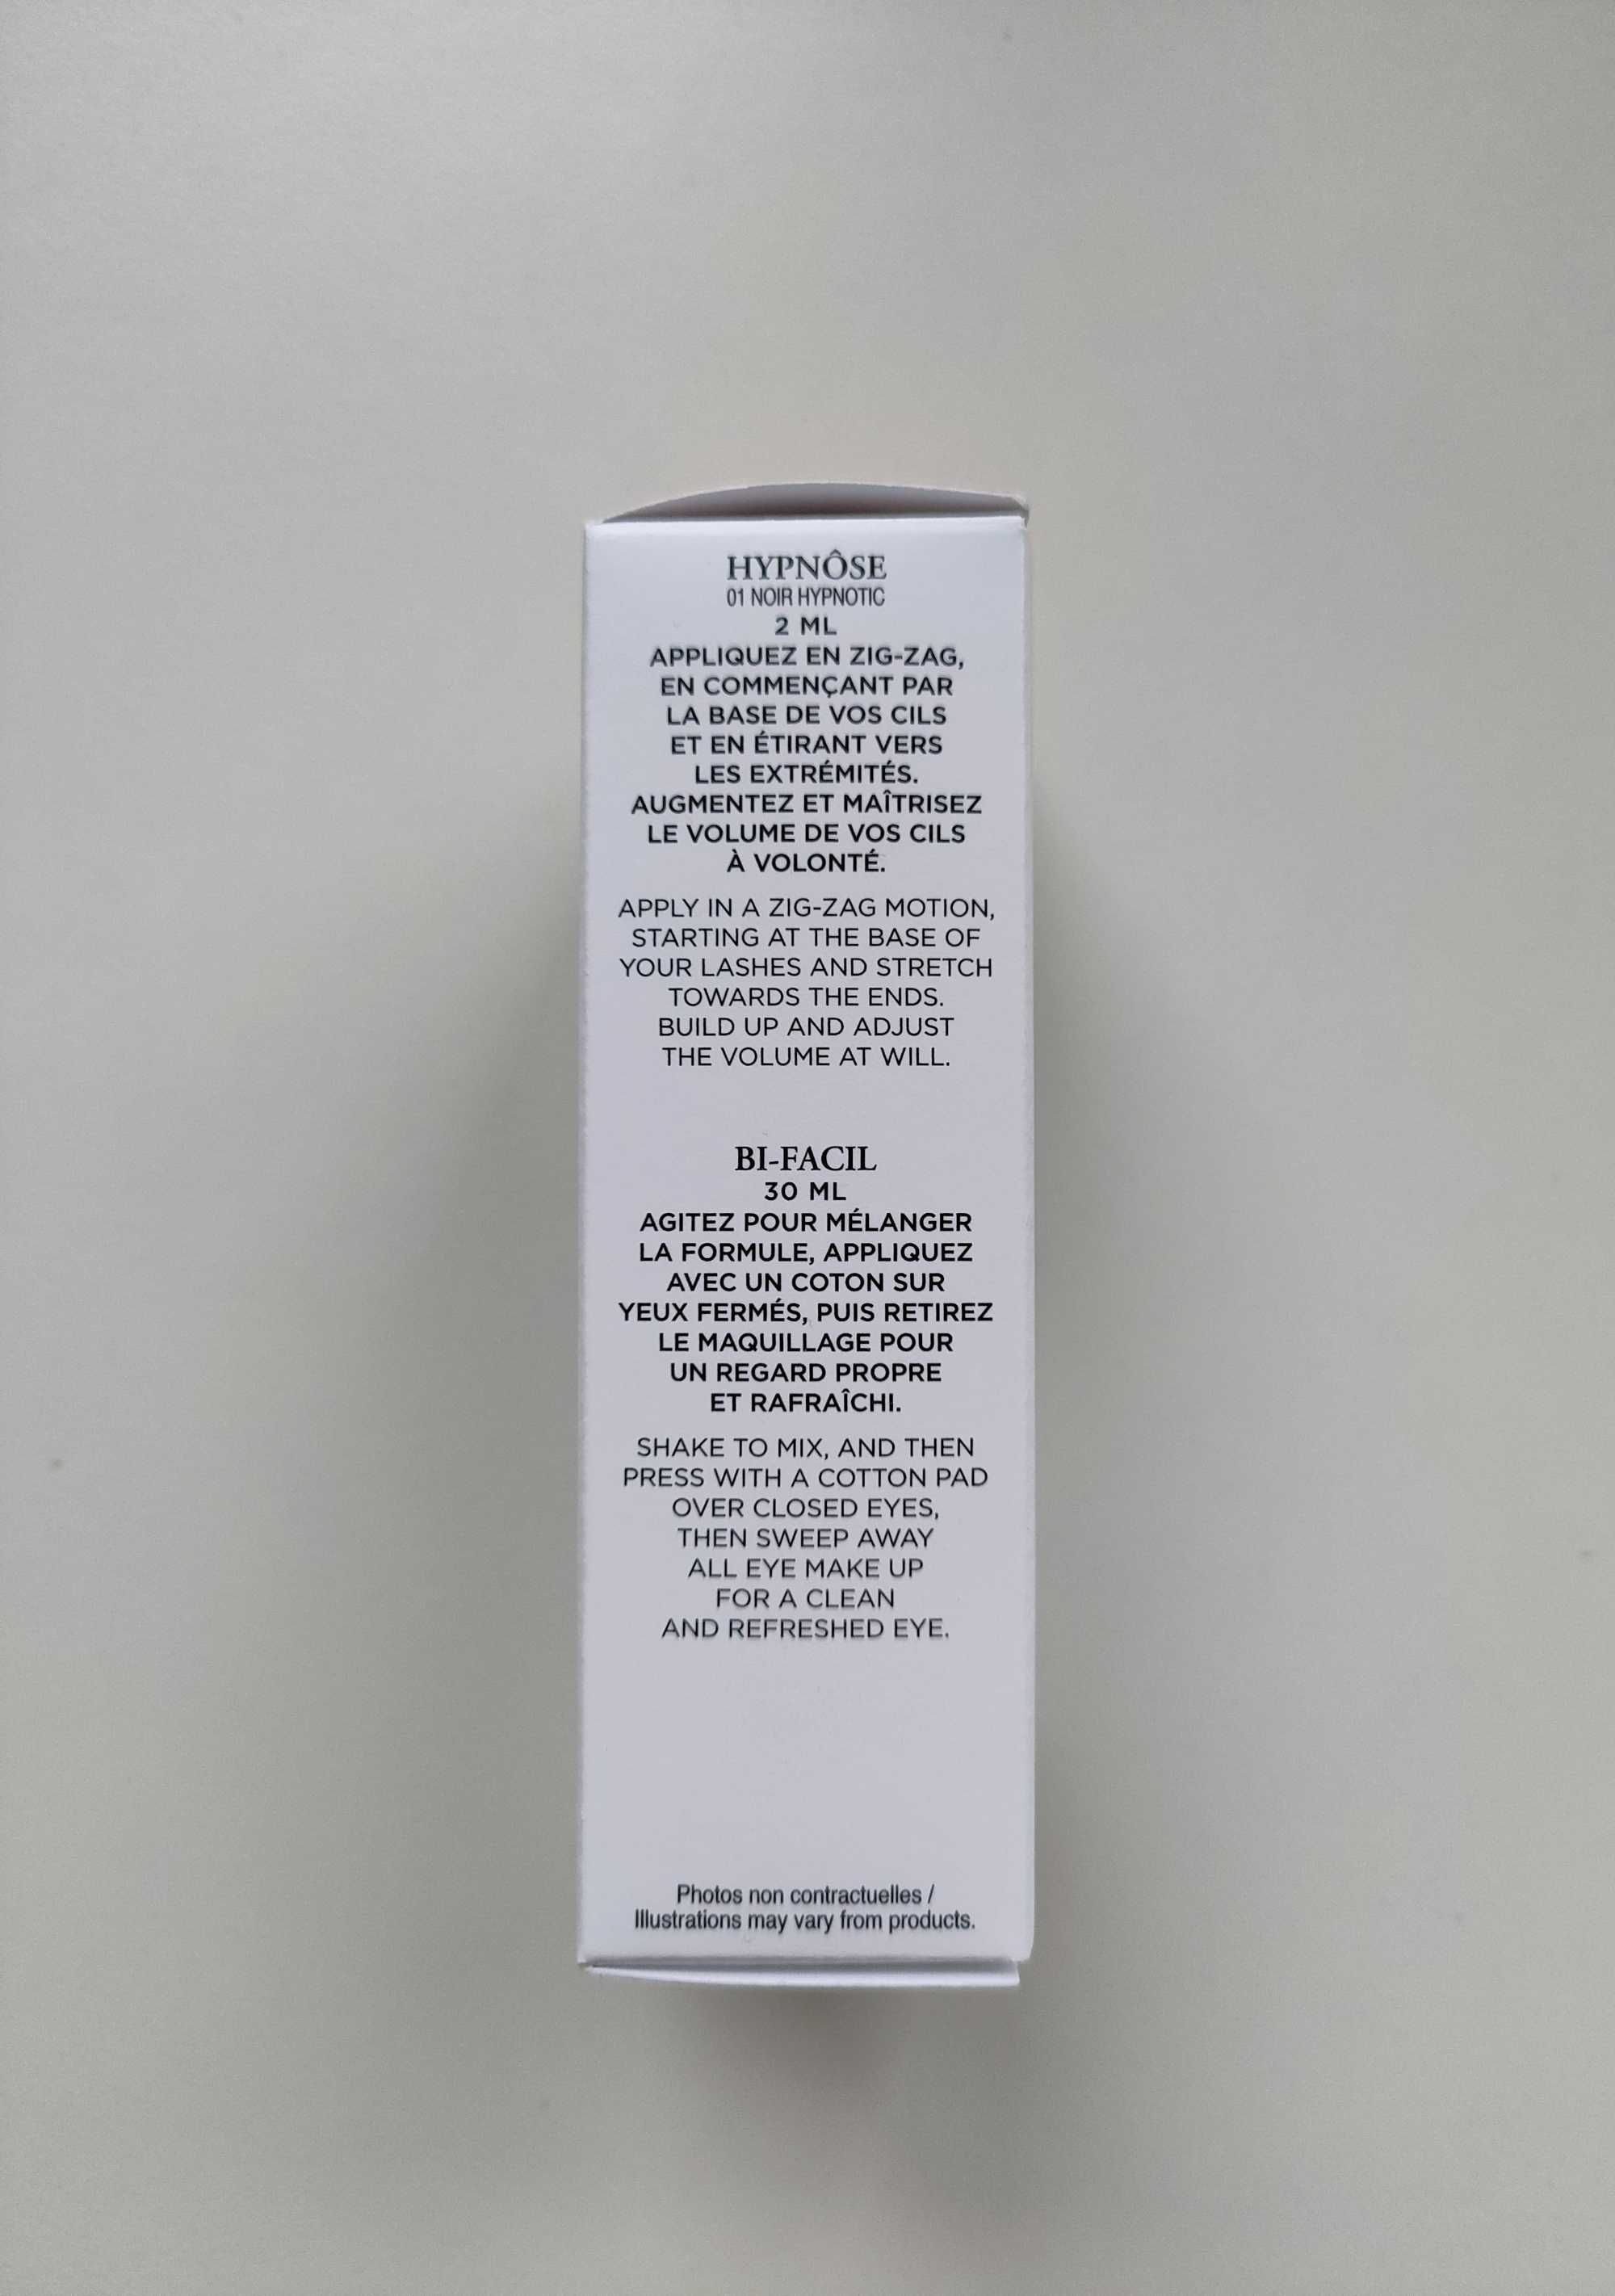 HYPNÔSE
01 NOIR HYPNOTIC
2 ML
APPLIQUEZ EN ZIG-ZAG,
EN COMMENÇANT PAR
LA BASE DE VOS CILS
ET EN ÉTIRANT VERS
LES EXTRÉMITÉS.
AUGMENTEZ ET MAÎTRISEZ
LE VOLUME DE VOS CILS
À VOLONTÉ.
APPLY IN A ZIG-ZAG MOTION,
STARTING AT THE BASE OF
YOUR LASHES AND STRETCH
TOWARDS THE ENDS.
BUILD UP AND ADJUST
THE VOLUME AT WILL.
BI-FACIL
30 ML
AGITEZ POUR MÉLANGER
LA FORMULE, APPLIQUEZ
AVEC UN COTON SUR
YEUX FERMÉS, PUIS RETIREZ
LE MAQUILLAGE POUR
UN REGARD PROPRE
ET RAFRAÎCHI.
SHAKE TO MIX, AND THEN
PRESS WITH A COTTON PAD
OVER CLOSED EYES,
THEN SWEEP AWAY
ALL EYE MAKE UP
FOR A CLEAN
AND REFRESHED EYE.
Photos non contractuelles /
Illustrations may vary from products.